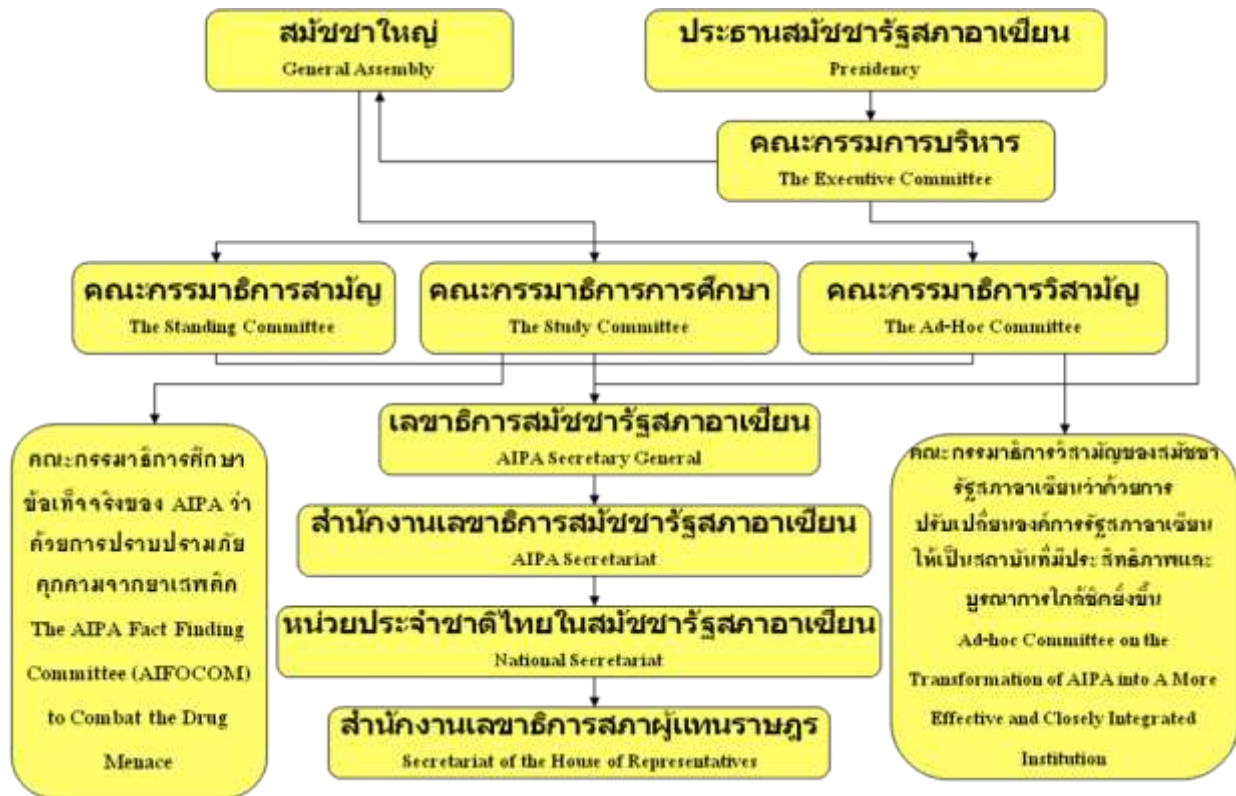 สมัชชาใหญ่
General Assembly
ประธานสมัชชารัฐสภาอาเซียน
Presidency
คณะกรรมการบริหาร
The Executive Committee
คณะกรรมาธิการสามัญ
The Standing Committee
คณะกรรมาธิการการศึกษา
The Study Committee
คณะกรรมาธิการวิสามัญ
The Ad-Hoc Committee
คณะกรรมาธิการศึกษา
ข้อเท็จจริงของ AIPA ว่า
ด้วยการปราบปรามภัย
คุกคามจากยาเสพติด
The AIPA Fact Finding
Committee (AIFOCOM)
to Combat the Drug
Menace
เลขาธิการสมัชชารัฐสภาอาเซียน
AIPA Secretary General
สำนักงานเลขาธิการสมัชชารัฐสภาอาเซียน
AIPA Secretariat
หน่วยประจำชาติไทยในสมัชชารัฐสภาอาเซียน
National Secretariat
สำนักงานเลขาธิการสภาผู้แทนราษฎร
Secretariat of the House of Representatives
คณะกรรมาธิการวิสามัญของสมัชชา
รัฐสภาอาเซียนว่าด้วยการ
ปรับเปลี่ยนองค์การรัฐสภาอาเซียน
ให้เป็นสถาบันที่มีประสิทธิภาพและ
บูรณาการใกล้ชิดยิ่งขึ้น
Ad-hoc Committee on the
Transformation of AIPA into A More
Effective and Closely Integrated
Institution